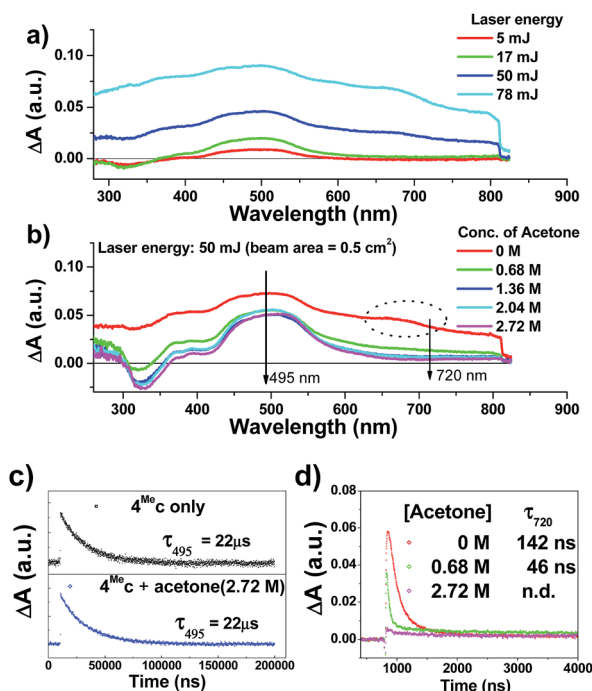 a)
Laser energy
5 mJ
17 mJ
50 mJ
78 mJ
ΔA (a.u.)
0.10
0.05
0.00
300 400 500 600 700 800 900
Wavelength (nm)
b)
Laser energy: 50 mJ (beam area = 0.5 cm²)
Conc. of Acetone
0 M
0.68 M
1.36 M
2.04 M
2.72 M
ΔA (a.u.)
0.10
0.05
0.00
495 nm
720 nm
300 400 500 600 700 800 900
Wavelength (nm)
c)
4ᴹᵉc only
τ₄₉₅ = 22μs
4ᴹᵉc + acetone(2.72 M)
τ₄₉₅ = 22μs
ΔA (a.u.)
0 50000 100000 150000 200000
Time (ns)
d)
[Acetone] τ₇₂₀
0 M 142 ns
0.68 M 46 ns
2.72 M n.d.
ΔA (a.u.)
0.08
0.06
0.04
0.02
0.00
1000 2000 3000 4000
Time (ns)